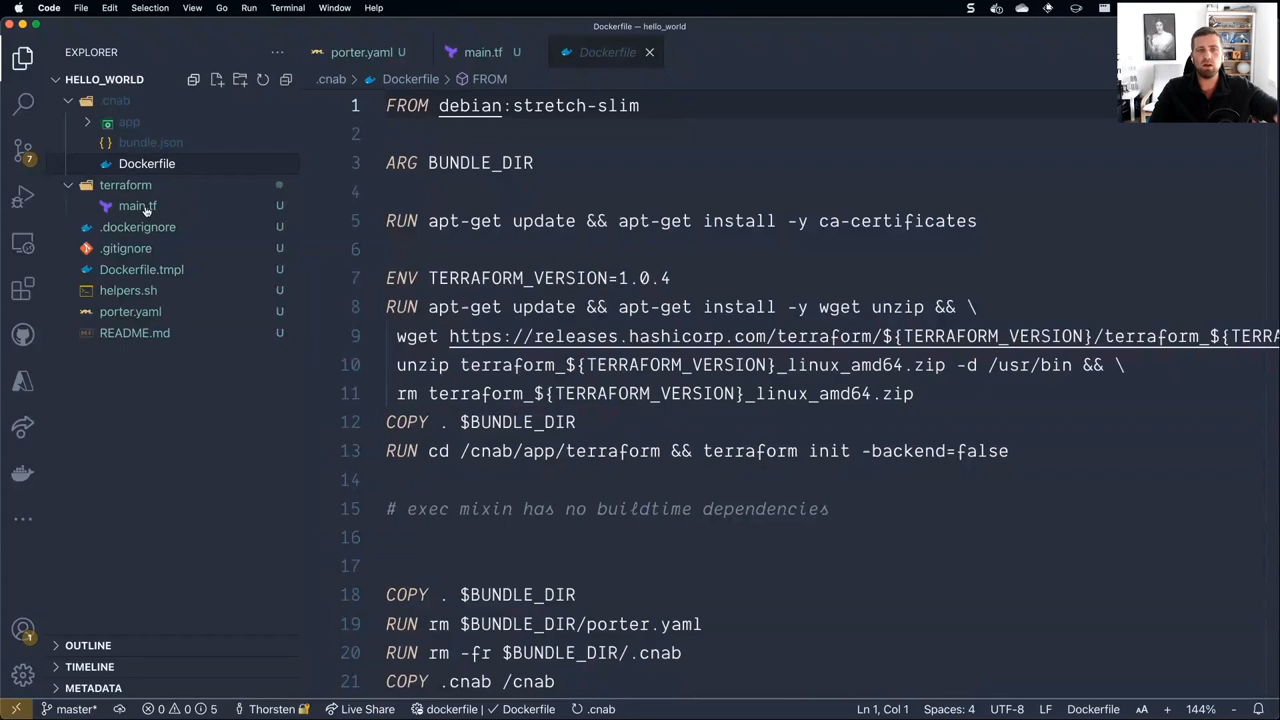 Code File Edit Selection View Go Run Terminal Window Help
Dockerfile — hello_world
EXPLORER
porter.yaml U
main.tf U
Dockerfile
HELLO_WORLD
.cnab > Dockerfile > FROM
.cnab
app
bundle.json
Dockerfile
terraform
main.tf U
.dockerignore U
.gitignore U
Dockerfile.tmpl U
helpers.sh U
porter.yaml U
README.md U
7
1
OUTLINE
TIMELINE
METADATA
1 FROM debian:stretch-slim
2
3 ARG BUNDLE_DIR
4
5 RUN apt-get update && apt-get install -y ca-certificates
6
7 ENV TERRAFORM_VERSION=1.0.4
8 RUN apt-get update && apt-get install -y wget unzip && \
9 wget https://releases.hashicorp.com/terraform/${TERRAFORM_VERSION}/terraform_${TERRA
10 unzip terraform_${TERRAFORM_VERSION}_linux_amd64.zip -d /usr/bin && \
11 rm terraform_${TERRAFORM_VERSION}_linux_amd64.zip
12 COPY . $BUNDLE_DIR
13 RUN cd /cnab/app/terraform && terraform init -backend=false
14
15 # exec mixin has no buildtime dependencies
16
17
18 COPY . $BUNDLE_DIR
19 RUN rm $BUNDLE_DIR/porter.yaml
20 RUN rm -fr $BUNDLE_DIR/.cnab
21 COPY .cnab /cnab
master* 0 0 5 Thorsten Live Share dockerfile | Dockerfile .cnab Ln 1, Col 1 Spaces: 4 UTF-8 LF Dockerfile AA 144%